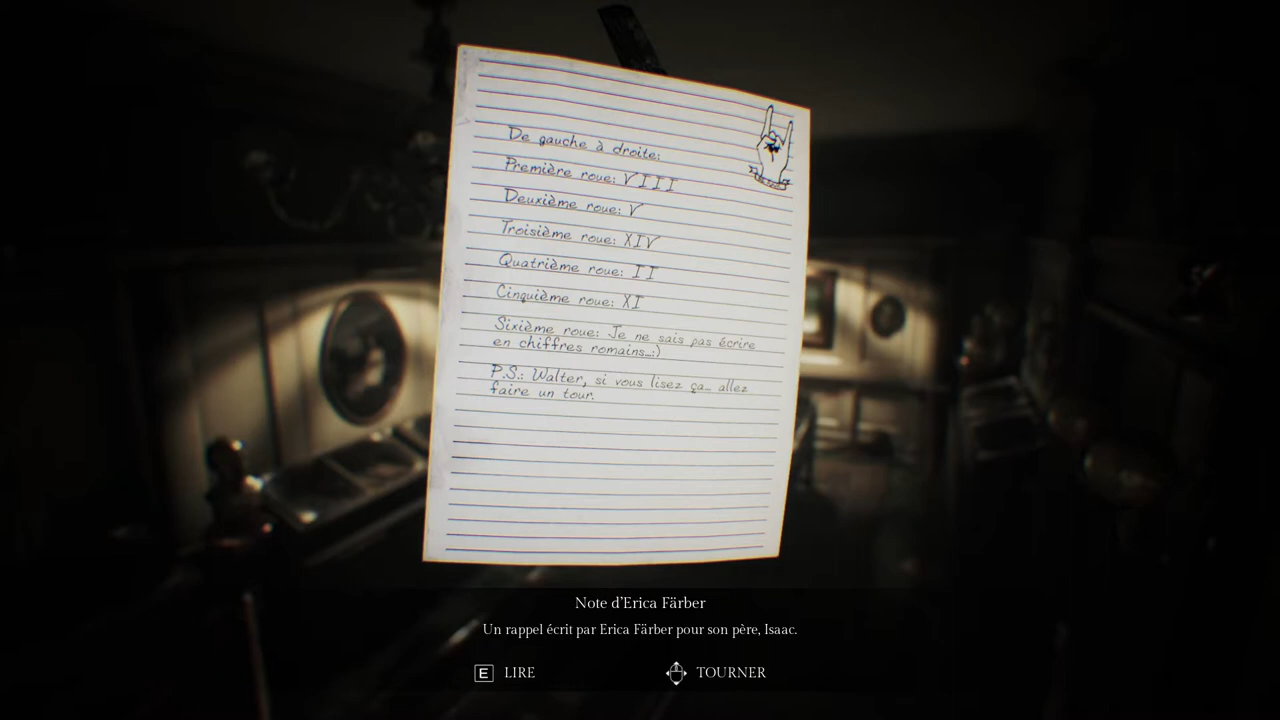 De gauche à droite:
Première roue: VIII
Deuxième roue: V
Troisième roue: XIV
Quatrième roue: II
Cinquième roue: XI
Sixième roue: Je ne sais pas écrire
en chiffres romains...:)
P.S.: Walter, si vous lisez ça... allez
faire un tour.
Note d'Erica Färber
Un rappel écrit par Erica Färber pour son père, Isaac.
E LIRE
TOURNER